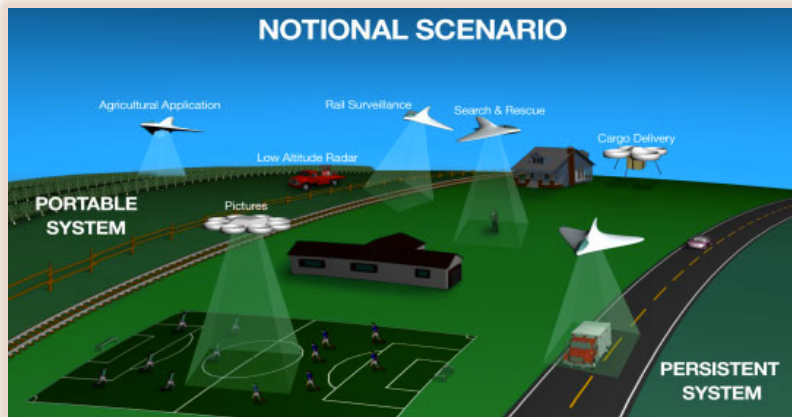 NOTIONAL SCENARIO
Agricultural Application
Rail Surveillance
Search & Rescue
Cargo Delivery
Low Altitude Radar
PORTABLE
SYSTEM
Pictures
PERSISTENT
SYSTEM